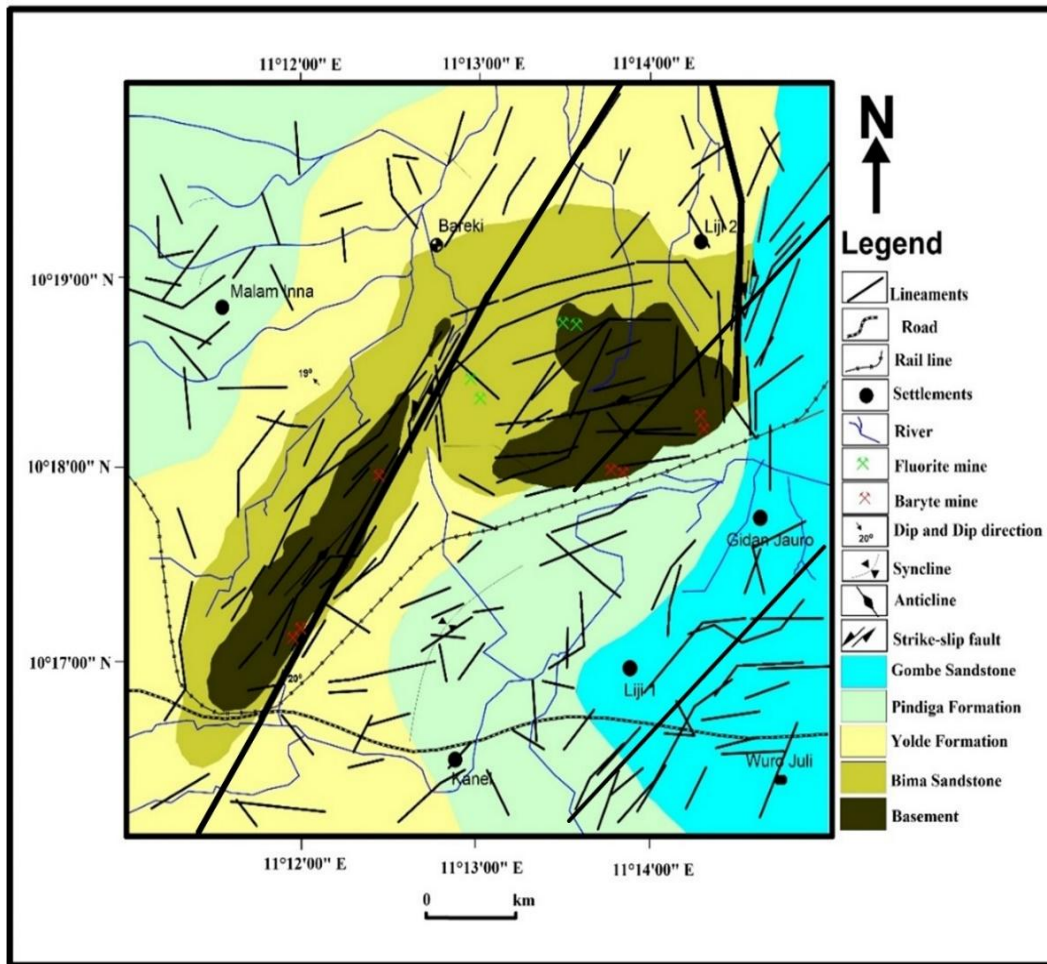 11°12'00" E 11°13'00" E 11°14'00" E
N
Liji 2
Bareki
Legend
10°19'00" N
Malam Inna
Lineaments
Road
Rail line
19⁰
Settlements
River
Fluorite mine
10°18'00" N
Baryte mine
Gidan Jauro
20⁰
Dip and Dip direction
Syncline
Anticline
Strike-slip fault
10°17'00" N
Liji 1
20⁰
Gombe Sandstone
Pindiga Formation
Yolde Formation
Kanel
Wuro Juli
Bima Sandstone
Basement
11°12'00" E 11°13'00" E 11°14'00" E
0 km